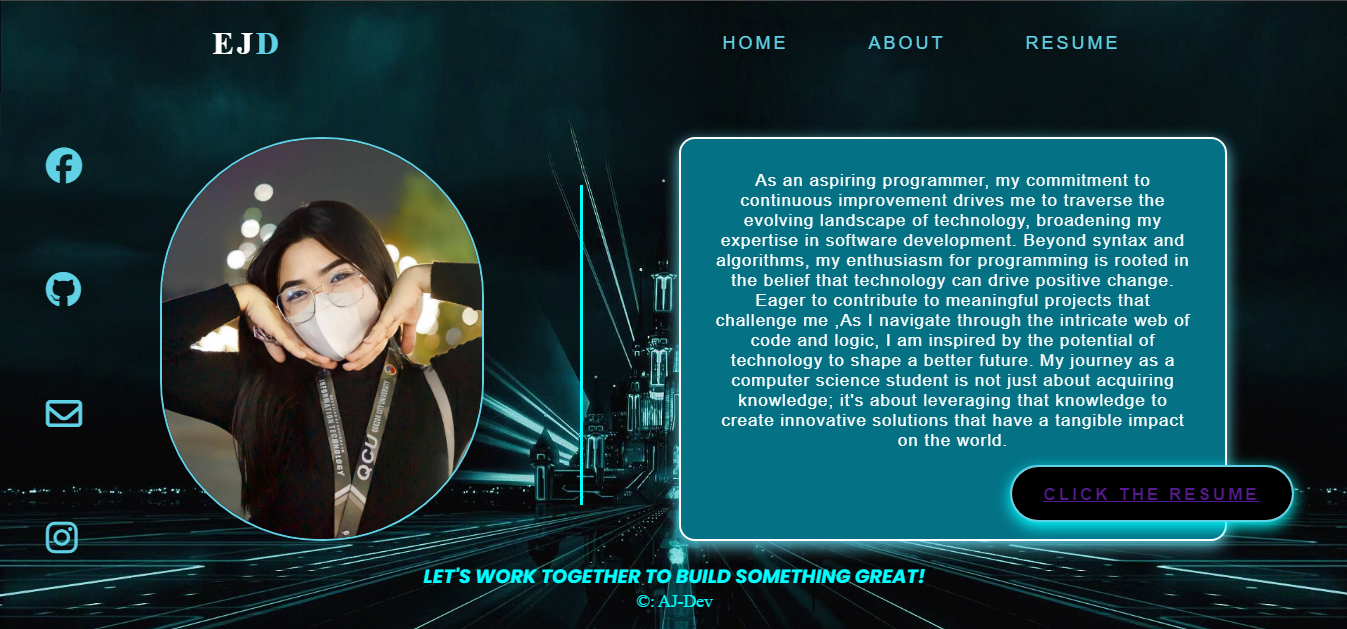 EJD
HOME ABOUT RESUME
As an aspiring programmer, my commitment to
continuous improvement drives me to traverse the
evolving landscape of technology, broadening my
expertise in software development. Beyond syntax and
algorithms, my enthusiasm for programming is rooted in
the belief that technology can drive positive change.
Eager to contribute to meaningful projects that
challenge me ,As I navigate through the intricate web of
code and logic, I am inspired by the potential of
technology to shape a better future. My journey as a
computer science student is not just about acquiring
knowledge; it's about leveraging that knowledge to
create innovative solutions that have a tangible impact
on the world.
CLICK THE RESUME
INFORMATION TECHNOLOGY
QCU
QUEZON CITY UNIVERSITY
LET'S WORK TOGETHER TO BUILD SOMETHING GREAT!
©: AJ-Dev